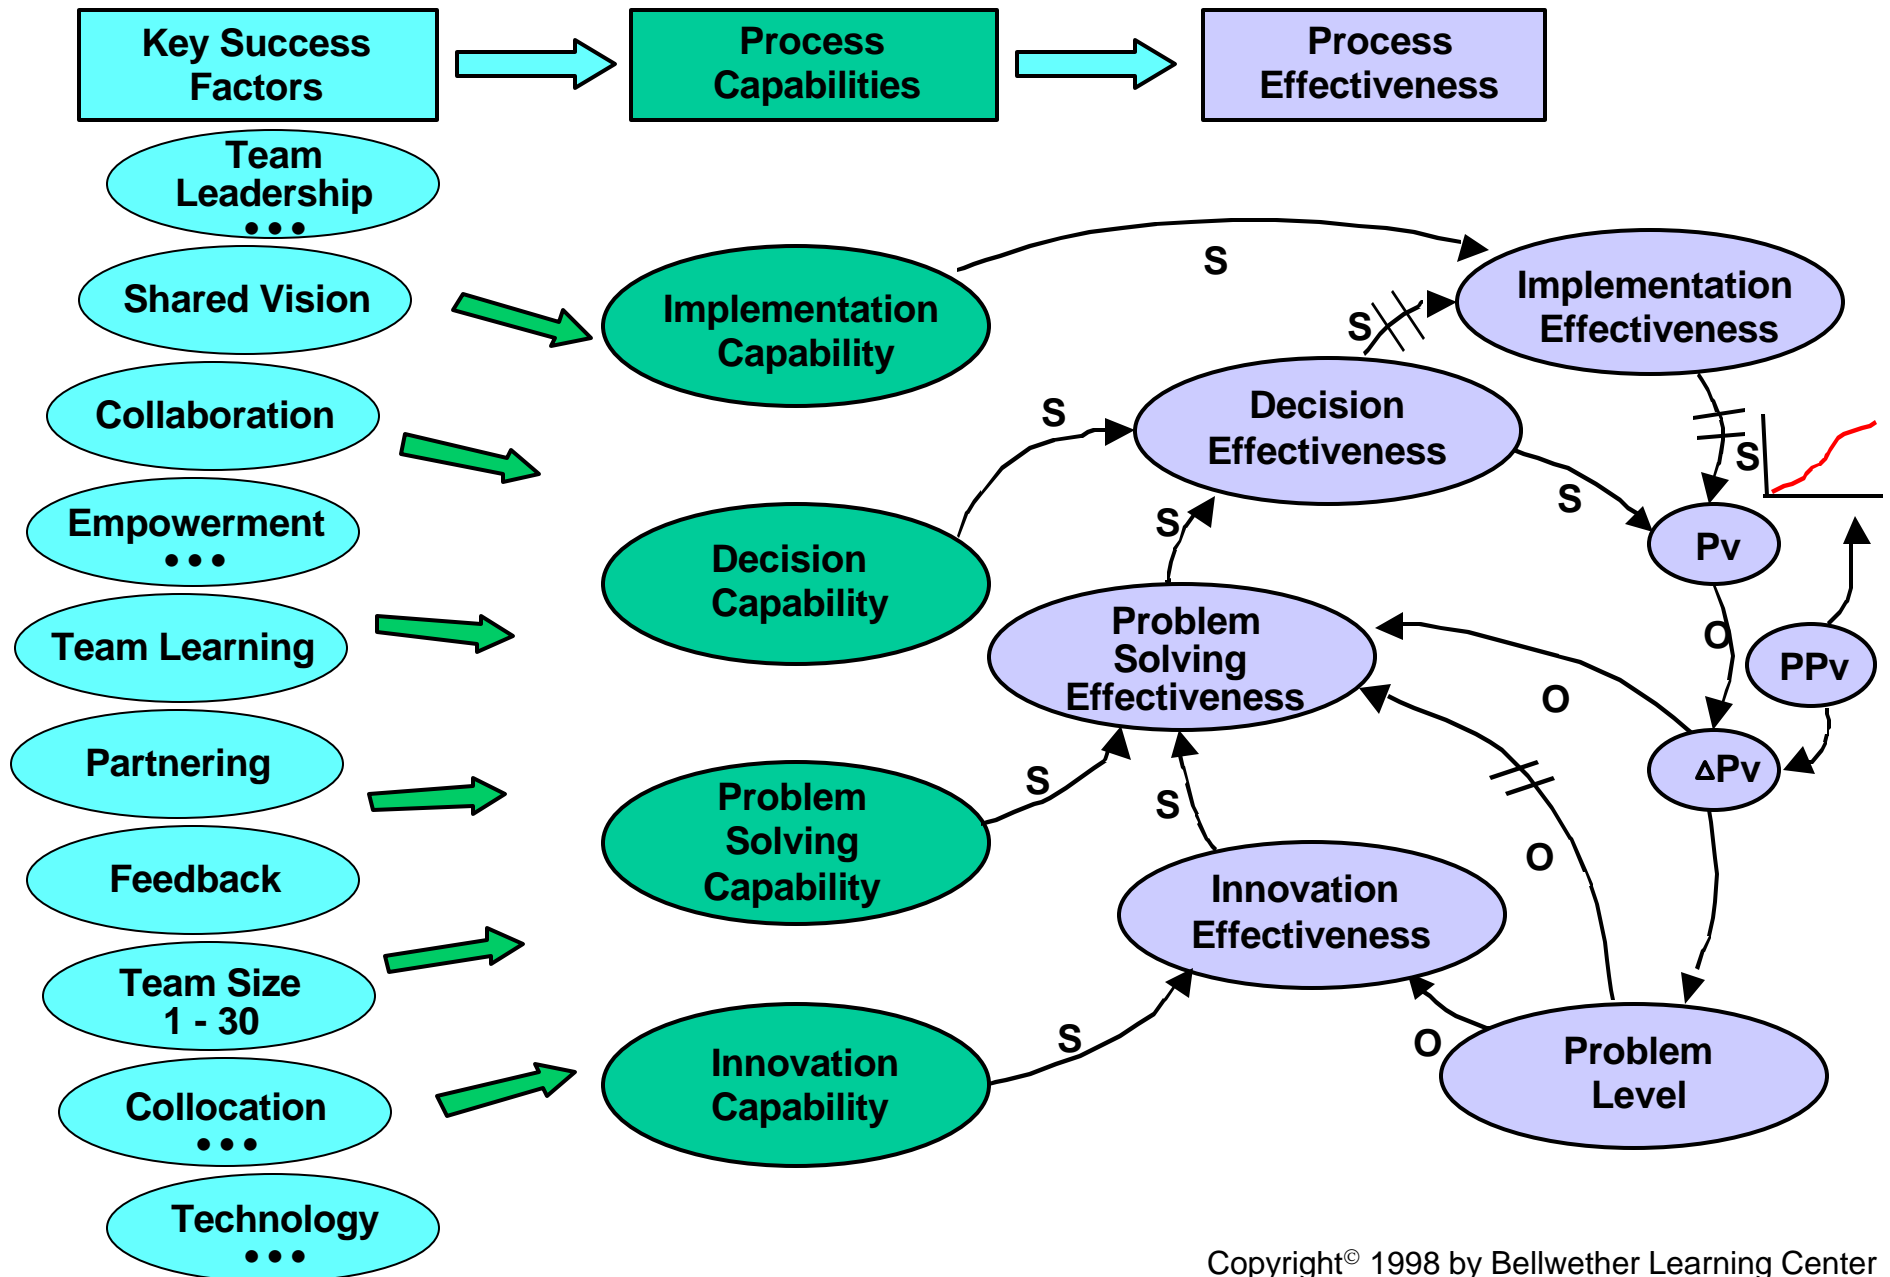 Key Success
Factors
Process
Capabilities
Process
Effectiveness
Team
Leadership
•••
Shared Vision
Collaboration
Empowerment
•••
Team Learning
Partnering
Feedback
Team Size
1 - 30
Collocation
•••
Technology
•••
Implementation
Capability
Decision
Capability
Problem
Solving
Capability
Innovation
Capability
S
S
S
S
S
S
S
S
S
O
O
O
O
Implementation
Effectiveness
Decision
Effectiveness
Problem
Solving
Effectiveness
Innovation
Effectiveness
Pv
PPv
ΔPv
Problem
Level
Copyright© 1998 by Bellwether Learning Center